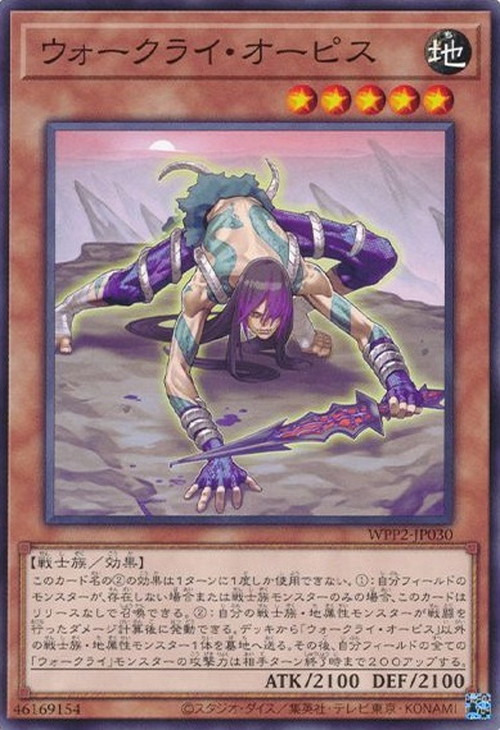 ウォークライ・オーピス
地
WPP2-JP030
【戦士族/効果】
このカード名の②の効果は1ターンに1度しか使用できない。①:自分フィールドの
モンスターが、存在しない場合または戦士族モンスターのみの場合、このカードは
リリースなしで召喚できる。②:自分の戦士族・地属性モンスターが戦闘を
行ったダメージ計算後に発動できる。デッキから「ウォークライ・オーピス」以外
の戦士族・地属性モンスター1体を墓地へ送る。その後、自分フィールドの全ての
「ウォークライ」モンスターの攻撃力は相手ターン終了時まで200アップする。
ATK/2100 DEF/2100
46169154 ©スタジオ・ダイス/集英社・テレビ東京・KONAMI